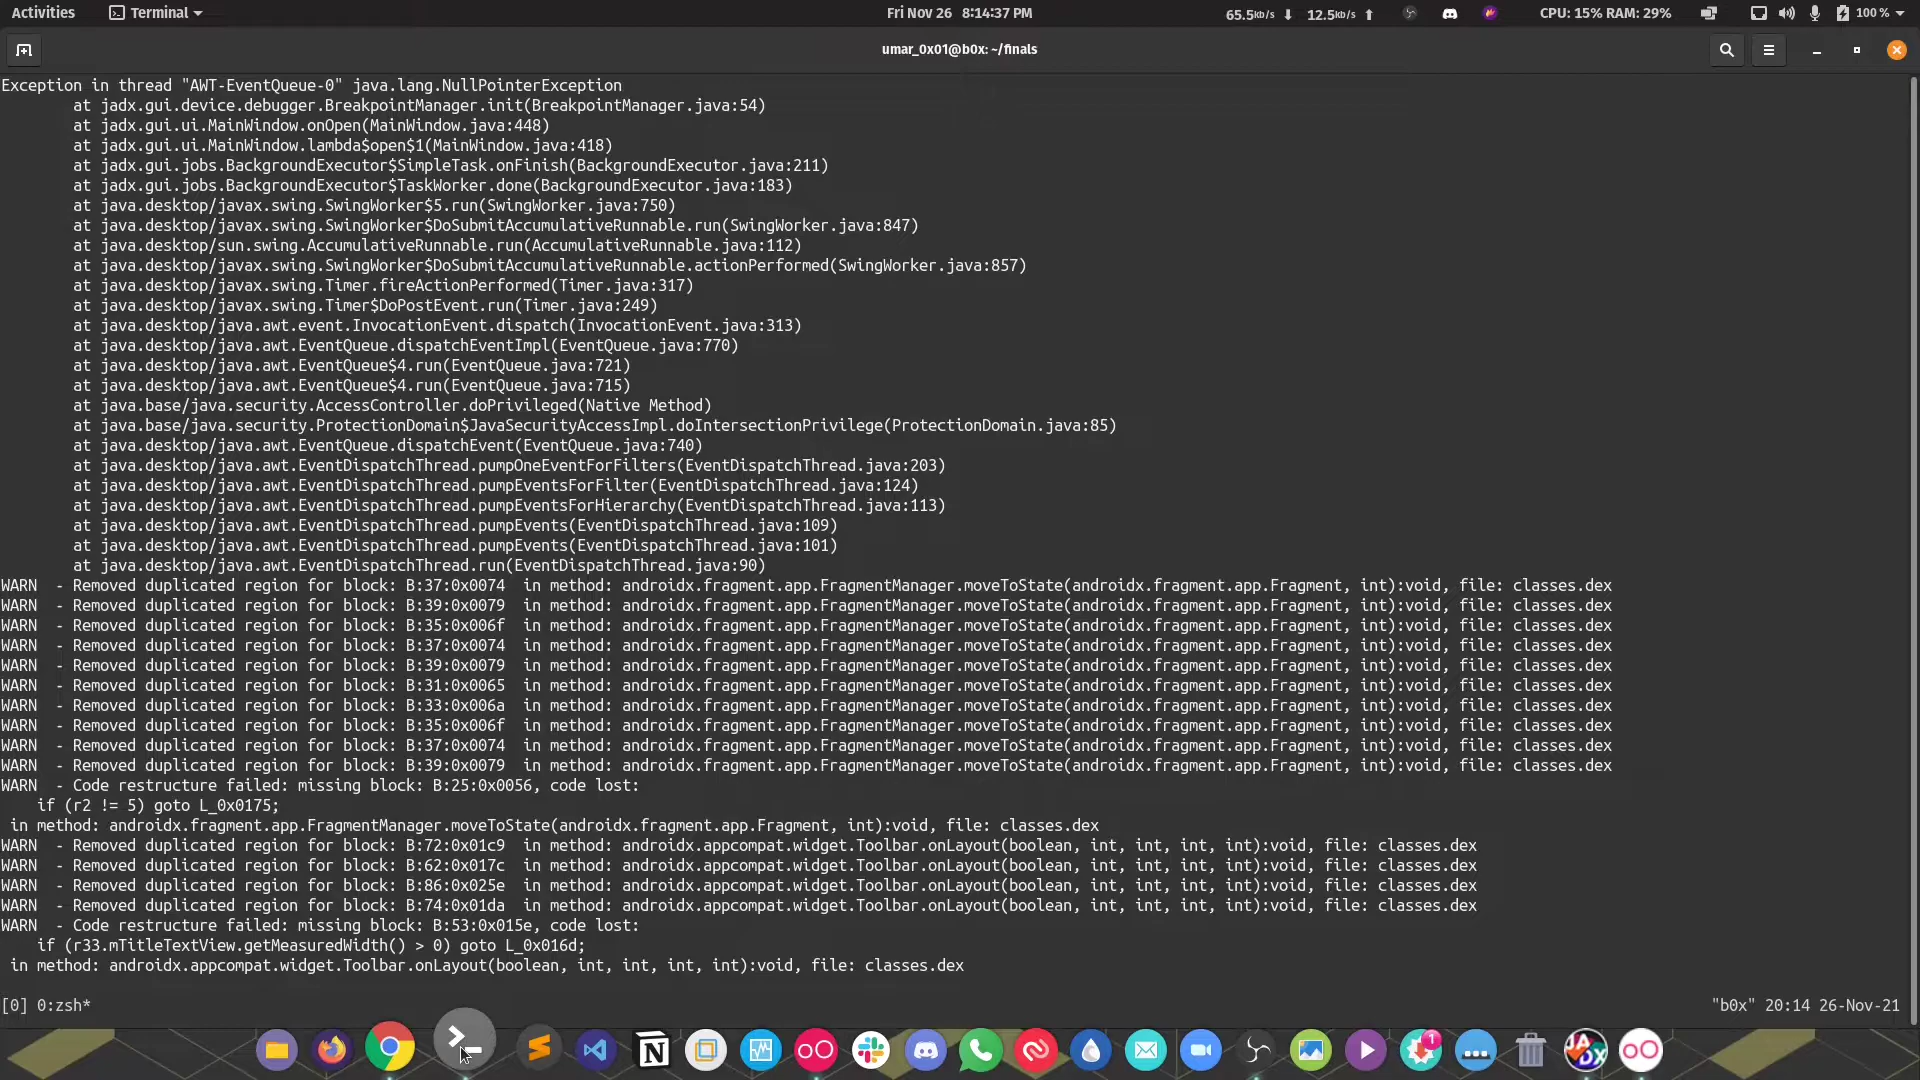 Activities
Terminal
Fri Nov 26 8:14:37 PM
65.5kb/s
12.5kb/s
CPU: 15% RAM: 29%
100 %
umar_0x01@b0x: ~/finals
Exception in thread "AWT-EventQueue-0" java.lang.NullPointerException
at jadx.gui.device.debugger.BreakpointManager.init(BreakpointManager.java:54)
at jadx.gui.ui.MainWindow.onOpen(MainWindow.java:448)
at jadx.gui.ui.MainWindow.lambda$open$1(MainWindow.java:418)
at jadx.gui.jobs.BackgroundExecutor$SimpleTask.onFinish(BackgroundExecutor.java:211)
at jadx.gui.jobs.BackgroundExecutor$TaskWorker.done(BackgroundExecutor.java:183)
at java.desktop/javax.swing.SwingWorker$5.run(SwingWorker.java:750)
at java.desktop/javax.swing.SwingWorker$DoSubmitAccumulativeRunnable.run(SwingWorker.java:847)
at java.desktop/sun.swing.AccumulativeRunnable.run(AccumulativeRunnable.java:112)
at java.desktop/javax.swing.SwingWorker$DoSubmitAccumulativeRunnable.actionPerformed(SwingWorker.java:857)
at java.desktop/javax.swing.Timer.fireActionPerformed(Timer.java:317)
at java.desktop/javax.swing.Timer$DoPostEvent.run(Timer.java:249)
at java.desktop/java.awt.event.InvocationEvent.dispatch(InvocationEvent.java:313)
at java.desktop/java.awt.EventQueue.dispatchEventImpl(EventQueue.java:770)
at java.desktop/java.awt.EventQueue$4.run(EventQueue.java:721)
at java.desktop/java.awt.EventQueue$4.run(EventQueue.java:715)
at java.base/java.security.AccessController.doPrivileged(Native Method)
at java.base/java.security.ProtectionDomain$JavaSecurityAccessImpl.doIntersectionPrivilege(ProtectionDomain.java:85)
at java.desktop/java.awt.EventQueue.dispatchEvent(EventQueue.java:740)
at java.desktop/java.awt.EventDispatchThread.pumpOneEventForFilters(EventDispatchThread.java:203)
at java.desktop/java.awt.EventDispatchThread.pumpEventsForFilter(EventDispatchThread.java:124)
at java.desktop/java.awt.EventDispatchThread.pumpEventsForHierarchy(EventDispatchThread.java:113)
at java.desktop/java.awt.EventDispatchThread.pumpEvents(EventDispatchThread.java:109)
at java.desktop/java.awt.EventDispatchThread.pumpEvents(EventDispatchThread.java:101)
at java.desktop/java.awt.EventDispatchThread.run(EventDispatchThread.java:90)
WARN - Removed duplicated region for block: B:37:0x0074 in method: androidx.fragment.app.FragmentManager.moveToState(androidx.fragment.app.Fragment, int):void, file: classes.dex
WARN - Removed duplicated region for block: B:39:0x0079 in method: androidx.fragment.app.FragmentManager.moveToState(androidx.fragment.app.Fragment, int):void, file: classes.dex
WARN - Removed duplicated region for block: B:35:0x006f in method: androidx.fragment.app.FragmentManager.moveToState(androidx.fragment.app.Fragment, int):void, file: classes.dex
WARN - Removed duplicated region for block: B:37:0x0074 in method: androidx.fragment.app.FragmentManager.moveToState(androidx.fragment.app.Fragment, int):void, file: classes.dex
WARN - Removed duplicated region for block: B:39:0x0079 in method: androidx.fragment.app.FragmentManager.moveToState(androidx.fragment.app.Fragment, int):void, file: classes.dex
WARN - Removed duplicated region for block: B:31:0x0065 in method: androidx.fragment.app.FragmentManager.moveToState(androidx.fragment.app.Fragment, int):void, file: classes.dex
WARN - Removed duplicated region for block: B:33:0x006a in method: androidx.fragment.app.FragmentManager.moveToState(androidx.fragment.app.Fragment, int):void, file: classes.dex
WARN - Removed duplicated region for block: B:35:0x006f in method: androidx.fragment.app.FragmentManager.moveToState(androidx.fragment.app.Fragment, int):void, file: classes.dex
WARN - Removed duplicated region for block: B:37:0x0074 in method: androidx.fragment.app.FragmentManager.moveToState(androidx.fragment.app.Fragment, int):void, file: classes.dex
WARN - Removed duplicated region for block: B:39:0x0079 in method: androidx.fragment.app.FragmentManager.moveToState(androidx.fragment.app.Fragment, int):void, file: classes.dex
WARN - Code restructure failed: missing block: B:25:0x0056, code lost:
if (r2 != 5) goto L_0x0175;
in method: androidx.fragment.app.FragmentManager.moveToState(androidx.fragment.app.Fragment, int):void, file: classes.dex
WARN - Removed duplicated region for block: B:72:0x01c9 in method: androidx.appcompat.widget.Toolbar.onLayout(boolean, int, int, int, int):void, file: classes.dex
WARN - Removed duplicated region for block: B:62:0x017c in method: androidx.appcompat.widget.Toolbar.onLayout(boolean, int, int, int, int):void, file: classes.dex
WARN - Removed duplicated region for block: B:86:0x025e in method: androidx.appcompat.widget.Toolbar.onLayout(boolean, int, int, int, int):void, file: classes.dex
WARN - Removed duplicated region for block: B:74:0x01da in method: androidx.appcompat.widget.Toolbar.onLayout(boolean, int, int, int, int):void, file: classes.dex
WARN - Code restructure failed: missing block: B:53:0x015e, code lost:
if (r33.mTitleTextView.getMeasuredWidth() > 0) goto L_0x016d;
in method: androidx.appcompat.widget.Toolbar.onLayout(boolean, int, int, int, int):void, file: classes.dex
[0] 0:zsh*
"b0x" 20:14 26-Nov-21
N
1
JADX